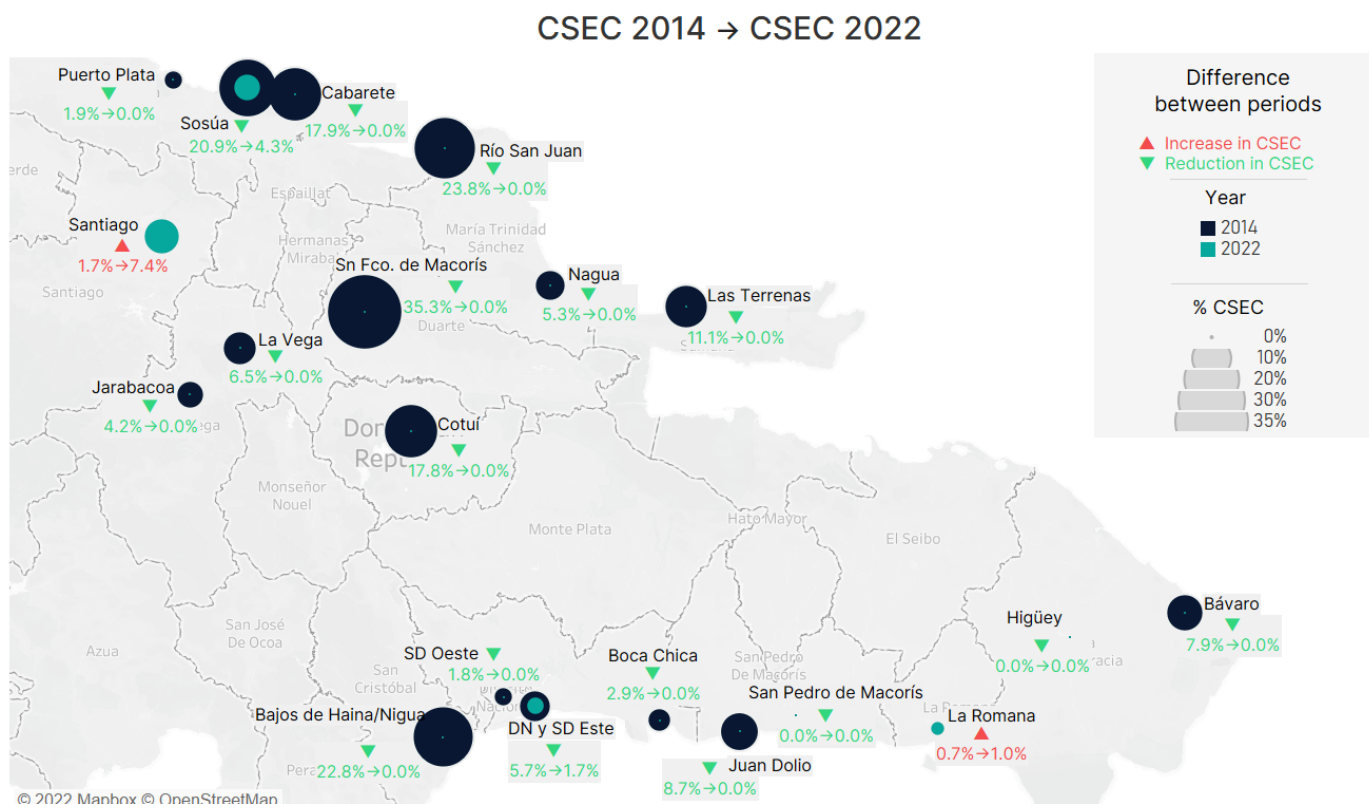 CSEC 2014 → CSEC 2022
Puerto Plata
1.9%→0.0%
Sosúa
20.9%→4.3%
Cabarete
17.9%→0.0%
Río San Juan
23.8%→0.0%
Difference
between periods
Increase in CSEC
Reduction in CSEC
Year
2014
2022
% CSEC
0%
10%
20%
30%
35%
erde
Espaillat
Santiago
1.7%→7.4%
Santiago
Hermanas
Mirabal
María Trinidad
Sánchez
Sn Fco. de Macorís
35.3%→0.0%
Duarte
Nagua
5.3%→0.0%
Las Terrenas
11.1%→0.0%
La Vega
6.5%→0.0%
Jarabacoa
4.2%→0.0%
ega
Cotuí
17.8%→0.0%
Monseñor
Nouel
Monte Plata
Hato Mayor
El Seibo
San José
De Ocoa
Azua
San
Cristóbal
SD Oeste
1.8%→0.0%
Boca Chica
2.9%→0.0%
San Pedro
De Macorís
Higüey
0.0%→0.0%
racia
Bávaro
7.9%→0.0%
Bajos de Haina/Nigua
22.8%→0.0%
Pera
DN y SD Este
5.7%→1.7%
San Pedro de Macorís
0.0%→0.0%
Juan Dolio
8.7%→0.0%
La Romana
0.7%→1.0%
© 2022 Mapbox © OpenStreetMap